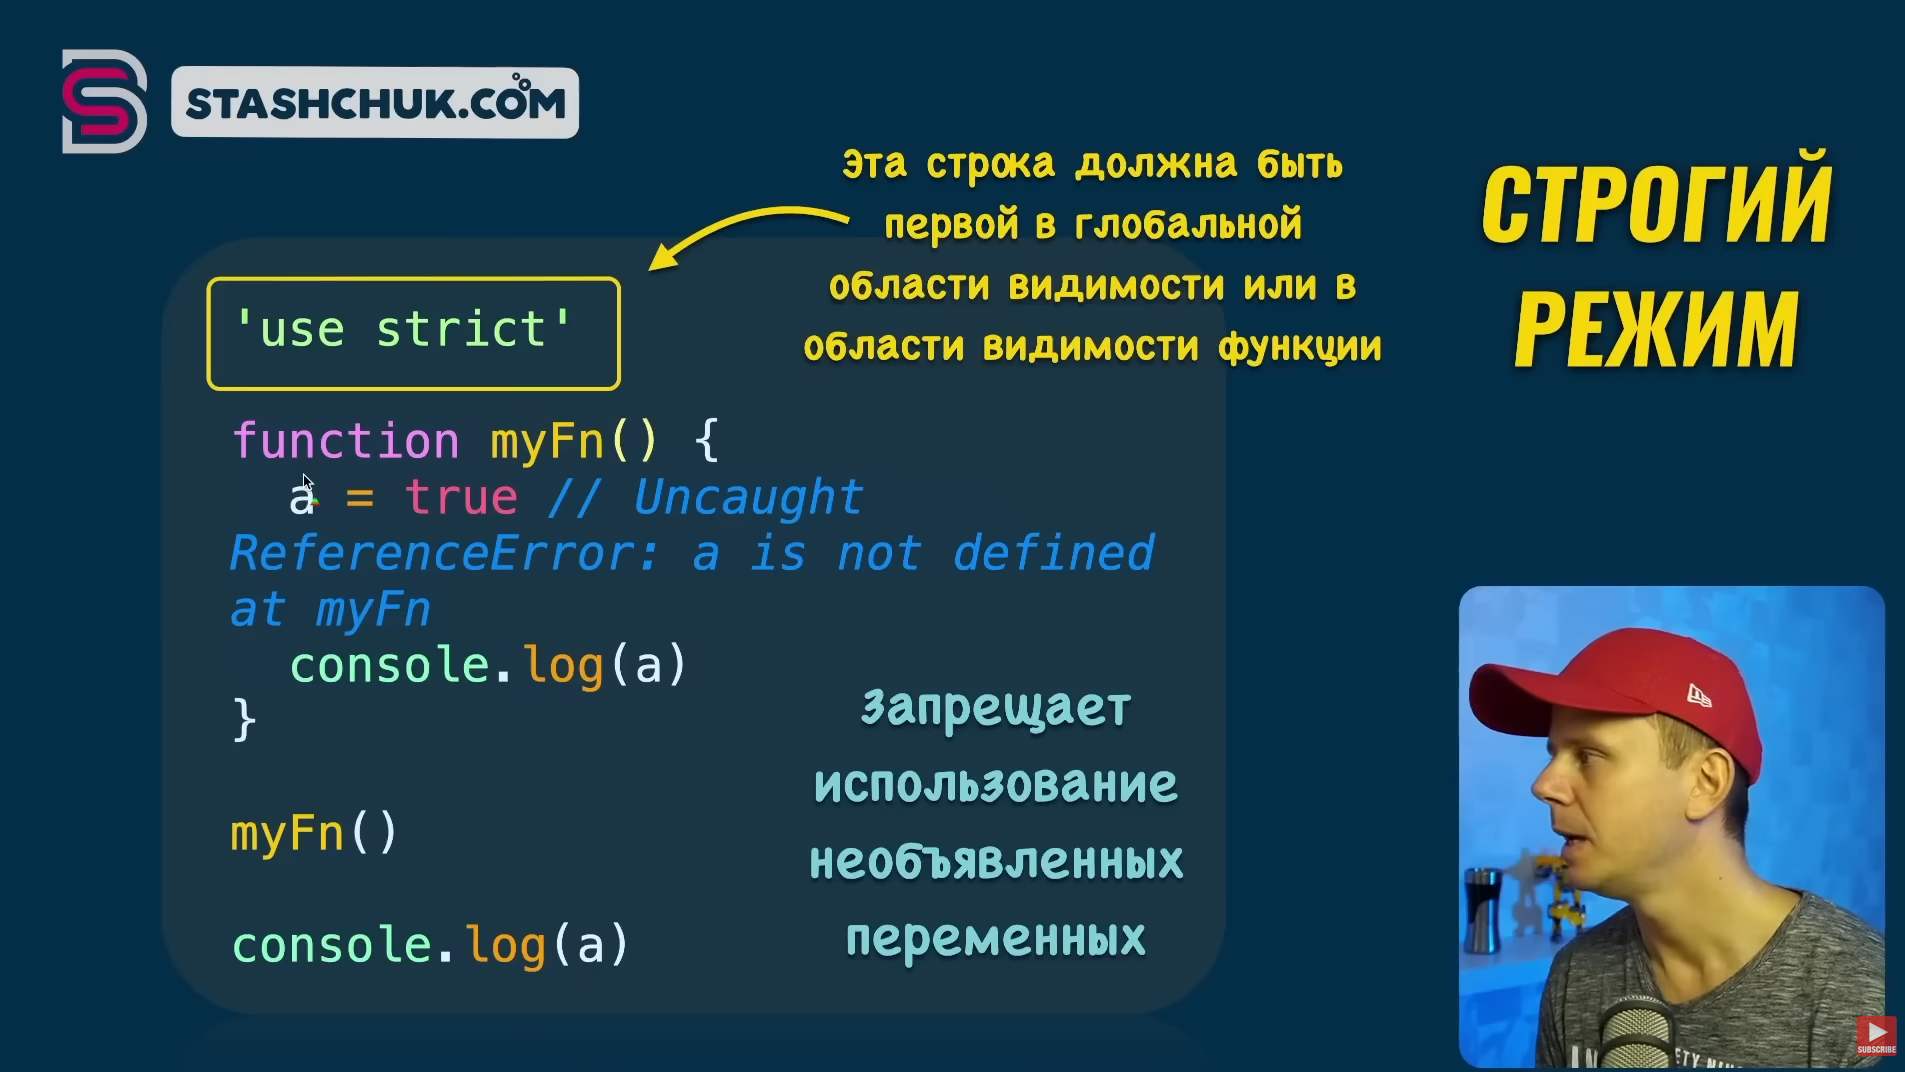 STASHCHUK.COM
Эта строка должна быть
первой в глобальной
области видимости или в
области видимости функции
СТРОГИЙ
РЕЖИМ
'use strict'
function myFn() {
a = true // Uncaught
ReferenceError: a is not defined
at myFn
console.log(a)
}
myFn()
console.log(a)
Запрещает
использование
необъявленных
переменных
SUBSCRIBE